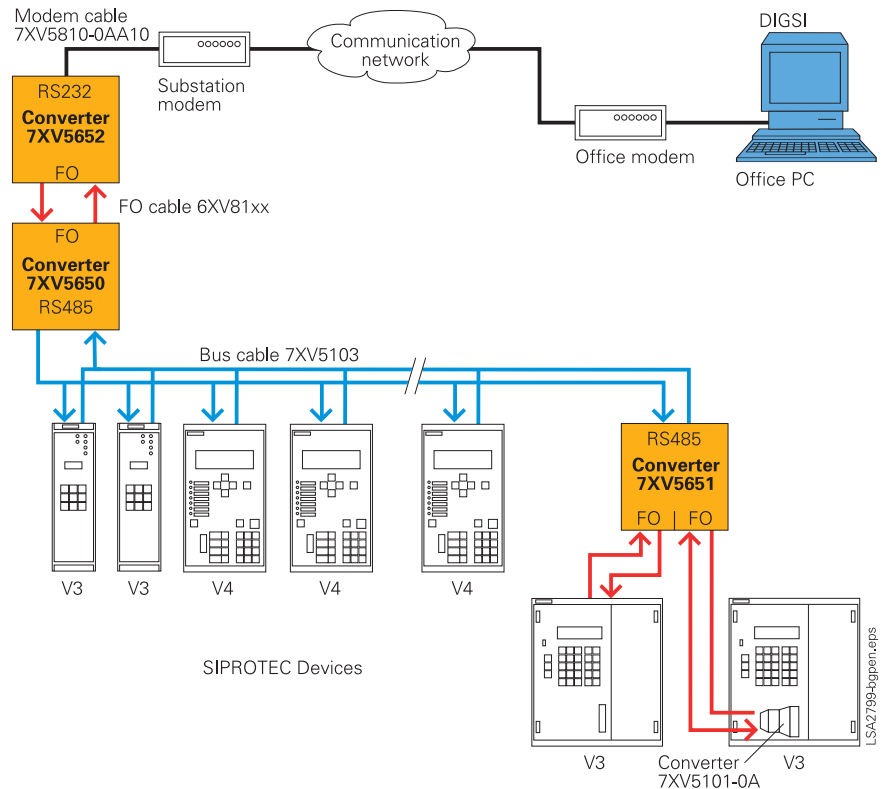 Modem cable
7XV5810-0AA10
Substation
modem
Communication
network
DIGSI
Office modem
Office PC
RS232
Converter
7XV5652
FO
FO cable 6XV81xx
FO
Converter
7XV5650
RS485
Bus cable 7XV5103
V3
V3
V4
V4
V4
RS485
Converter
7XV5651
FO | FO
SIPROTEC Devices
V3
Converter
7XV5101-0A
V3
LSA2799-bgpen.eps